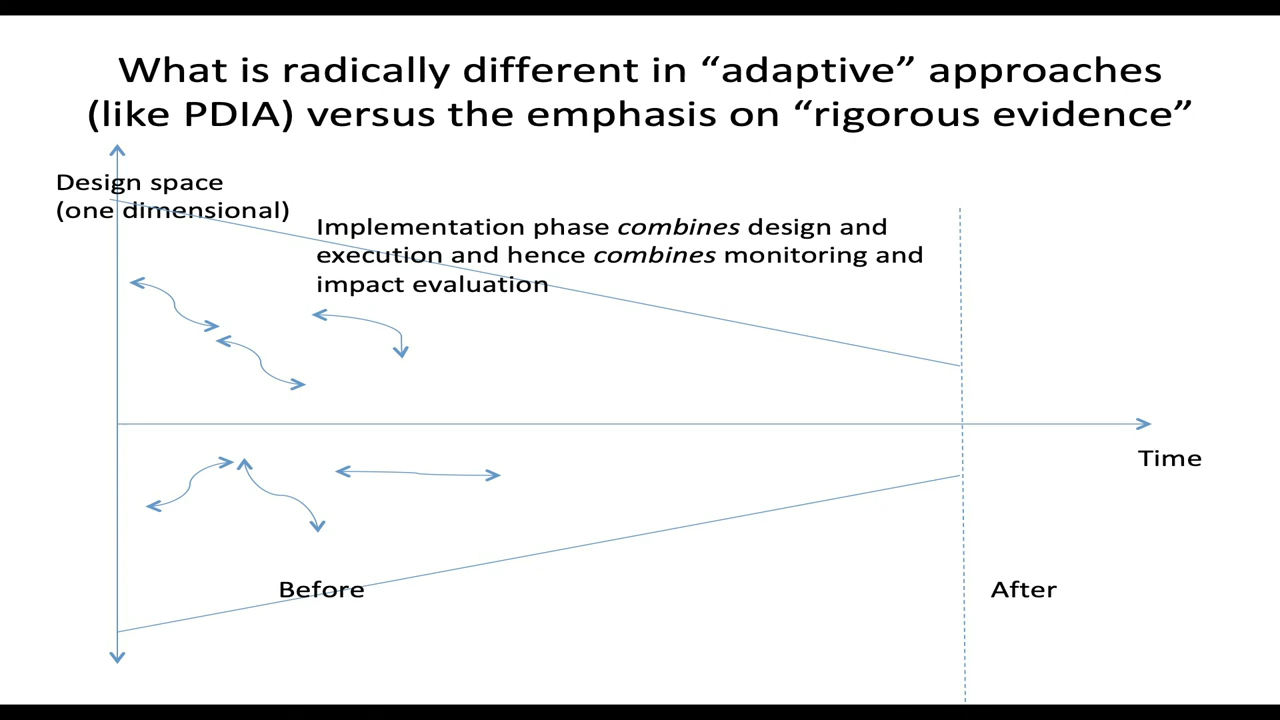 What is radically different in “adaptive” approaches
(like PDIA) versus the emphasis on “rigorous evidence”
Design space
(one dimensional)
Implementation phase combines design and
execution and hence combines monitoring and
impact evaluation
Time
Before
After